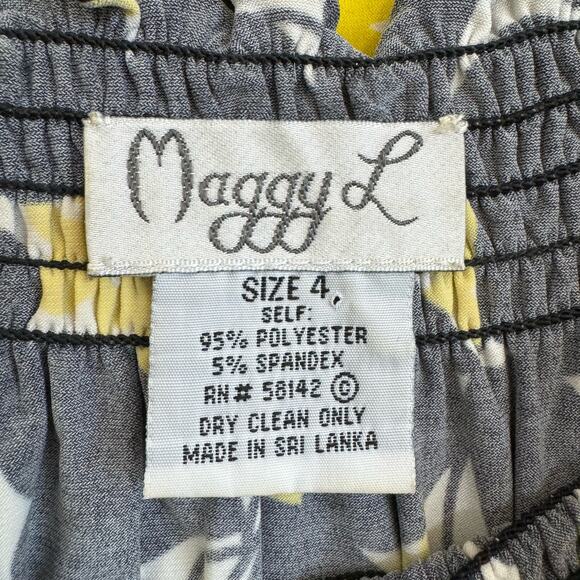 Maggy L
SIZE 4
SELF:
95% POLYESTER
5% SPANDEX
RN# 58142 ©
DRY CLEAN ONLY
MADE IN SRI LANKA